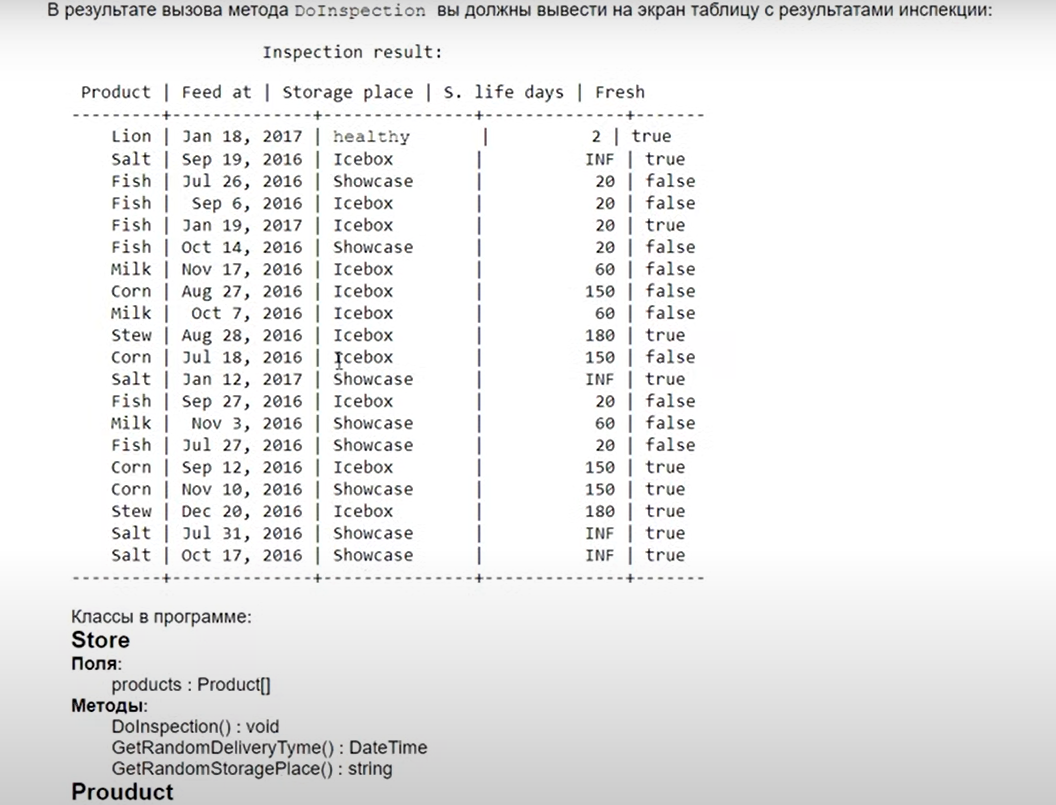 В результате вызова метода DoInspection вы должны вывести на экран таблицу с результатами инспекции:
Inspection result:
Product | Feed at | Storage place | S. life days | Fresh
---------+--------------+---------------+--------------+-------
Lion | Jan 18, 2017 | healthy | 2 | true
Salt | Sep 19, 2016 | Icebox | INF | true
Fish | Jul 26, 2016 | Showcase | 20 | false
Fish | Sep 6, 2016 | Icebox | 20 | false
Fish | Jan 19, 2017 | Icebox | 20 | true
Fish | Oct 14, 2016 | Showcase | 20 | false
Milk | Nov 17, 2016 | Icebox | 60 | false
Corn | Aug 27, 2016 | Icebox | 150 | false
Milk | Oct 7, 2016 | Icebox | 60 | false
Stew | Aug 28, 2016 | Icebox | 180 | true
Corn | Jul 18, 2016 | Icebox | 150 | false
Salt | Jan 12, 2017 | Showcase | INF | true
Fish | Sep 27, 2016 | Icebox | 20 | false
Milk | Nov 3, 2016 | Showcase | 60 | false
Fish | Jul 27, 2016 | Showcase | 20 | false
Corn | Sep 12, 2016 | Icebox | 150 | true
Corn | Nov 10, 2016 | Showcase | 150 | true
Stew | Dec 20, 2016 | Icebox | 180 | true
Salt | Jul 31, 2016 | Showcase | INF | true
Salt | Oct 17, 2016 | Showcase | INF | true
---------+--------------+---------------+--------------+-------
Классы в программе:
Store
Поля:
products : Product[]
Методы:
DoInspection() : void
GetRandomDeliveryTyme() : DateTime
GetRandomStoragePlace() : string
Prouduct